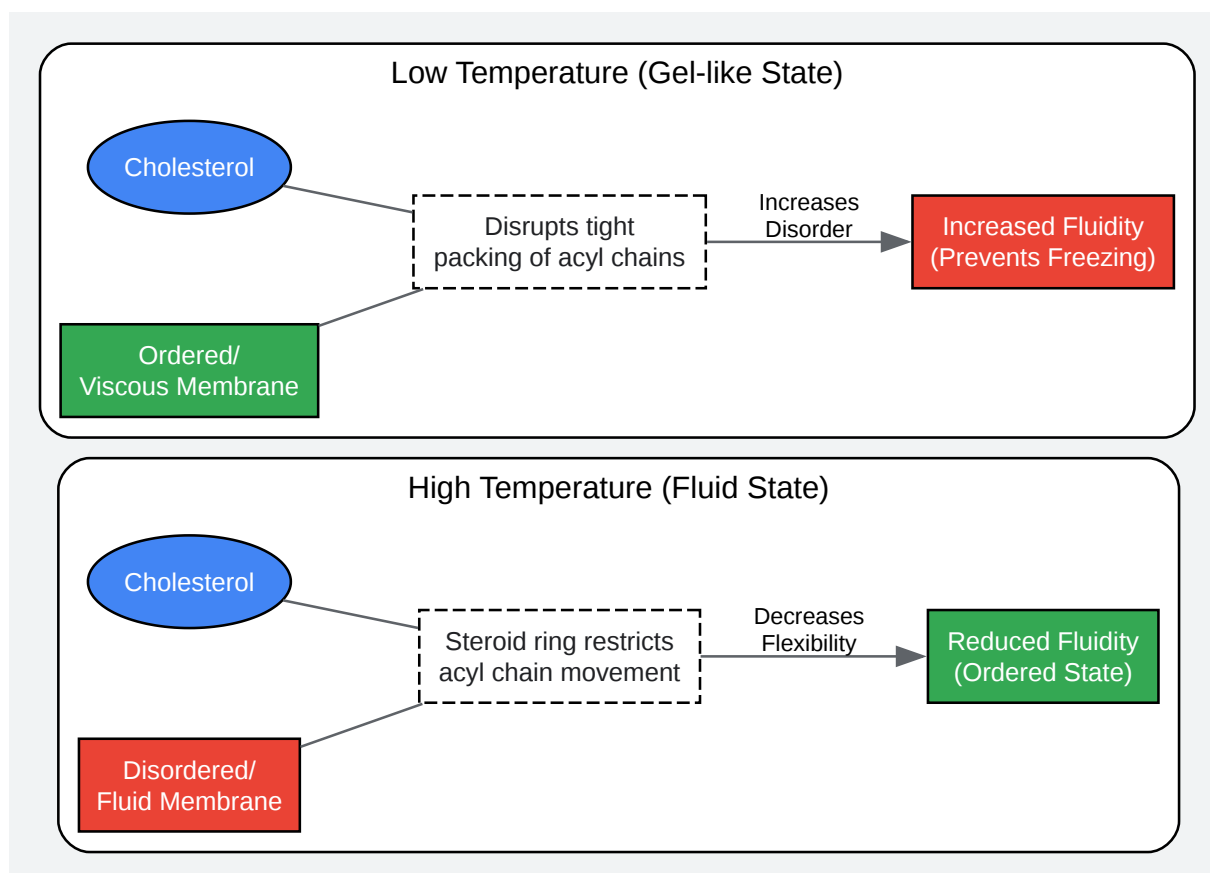 Low Temperature (Gel-like State)
Cholesterol
Disrupts tight
packing of acyl chains
Increases
Disorder
Increased Fluidity
(Prevents Freezing)
Ordered/
Viscous Membrane
High Temperature (Fluid State)
Cholesterol
Steroid ring restricts
acyl chain movement
Decreases
Flexibility
Reduced Fluidity
(Ordered State)
Disordered/
Fluid Membrane